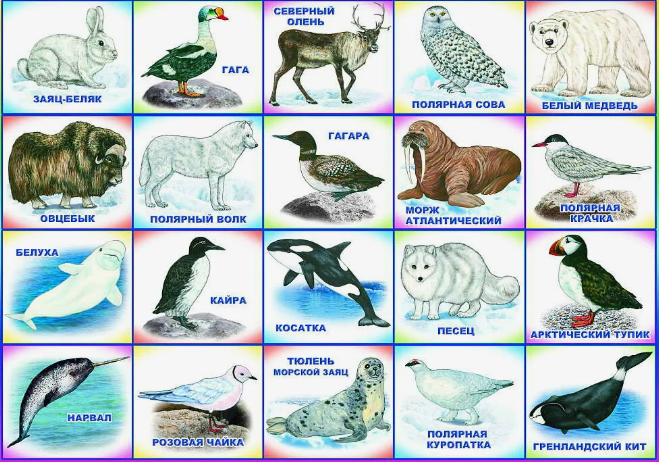 ЗАЯЦ-БЕЛЯК
ГАГА
СЕВЕРНЫЙ
ОЛЕНЬ
ПОЛЯРНАЯ СОВА
БЕЛЫЙ МЕДВЕДЬ
ОВЦЕБЫК
ПОЛЯРНЫЙ ВОЛК
ГАГАРА
МОРЖ
АТЛАНТИЧЕСКИЙ
ПОЛЯРНАЯ
КРАЧКА
БЕЛУХА
КАЙРА
КОСАТКА
ПЕСЕЦ
АРКТИЧЕСКИЙ ТУПИК
НАРВАЛ
РОЗОВАЯ ЧАЙКА
ТЮЛЕНЬ
МОРСКОЙ ЗАЯЦ
ПОЛЯРНАЯ
КУРОПАТКА
ГРЕНЛАНДСКИЙ КИТ